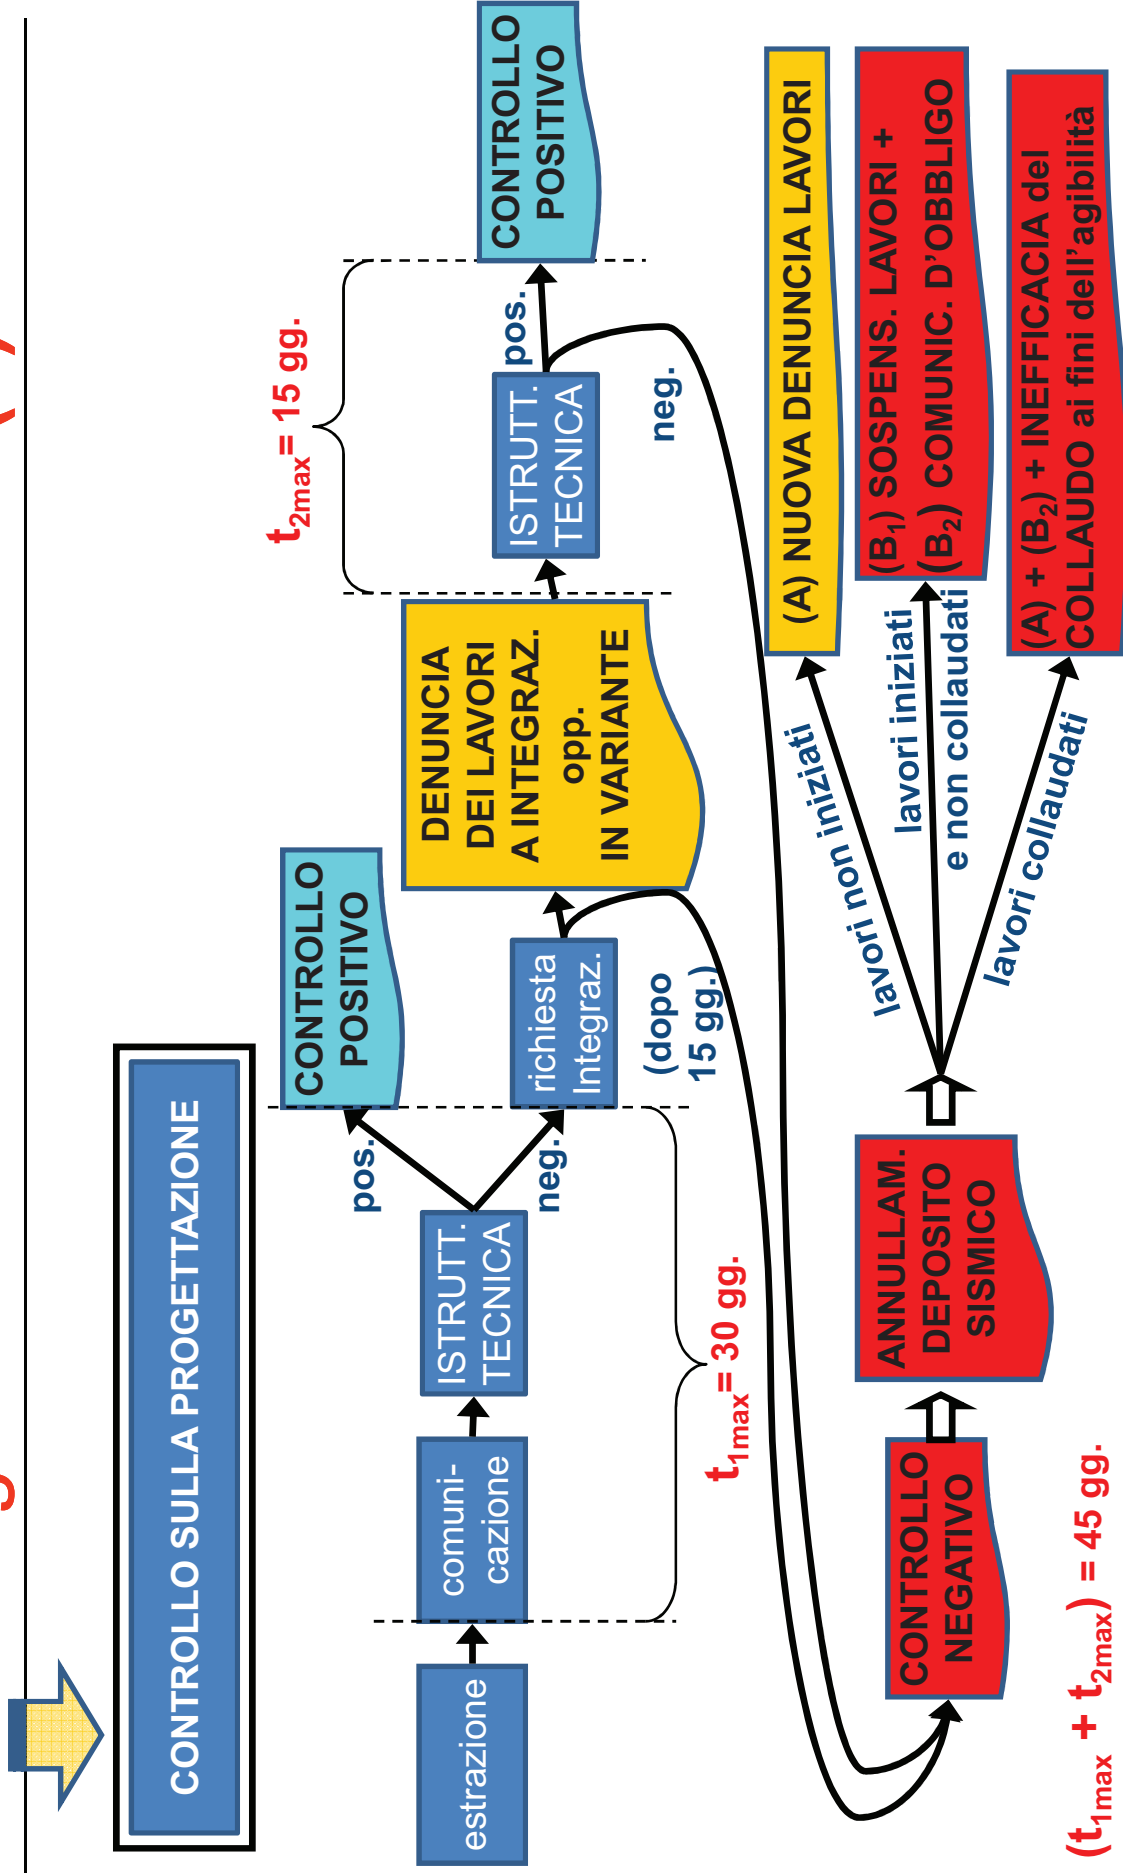 CONTROLLO SULLA PROGETTAZIONE
estrazione
comuni-
cazione
ISTRUTT.
TECNICA
pos.
neg.
CONTROLLO
POSITIVO
richiesta
Integraz.
(dopo
15 gg.)
t1max= 30 gg.
DENUNCIA
DEI LAVORI
A INTEGRAZ.
opp.
IN VARIANTE
t2max= 15 gg.
ISTRUTT.
TECNICA
pos.
neg.
CONTROLLO
POSITIVO
CONTROLLO
NEGATIVO
ANNULLAM.
DEPOSITO
SISMICO
lavori non iniziati
lavori iniziati
e non collaudati
lavori collaudati
(A) NUOVA DENUNCIA LAVORI
(B1) SOSPENS. LAVORI +
(B2) COMUNIC. D’OBBLIGO
(A) + (B2) + INEFFICACIA del
COLLAUDO ai fini dell’agibilità
(t1max + t2max) = 45 gg.